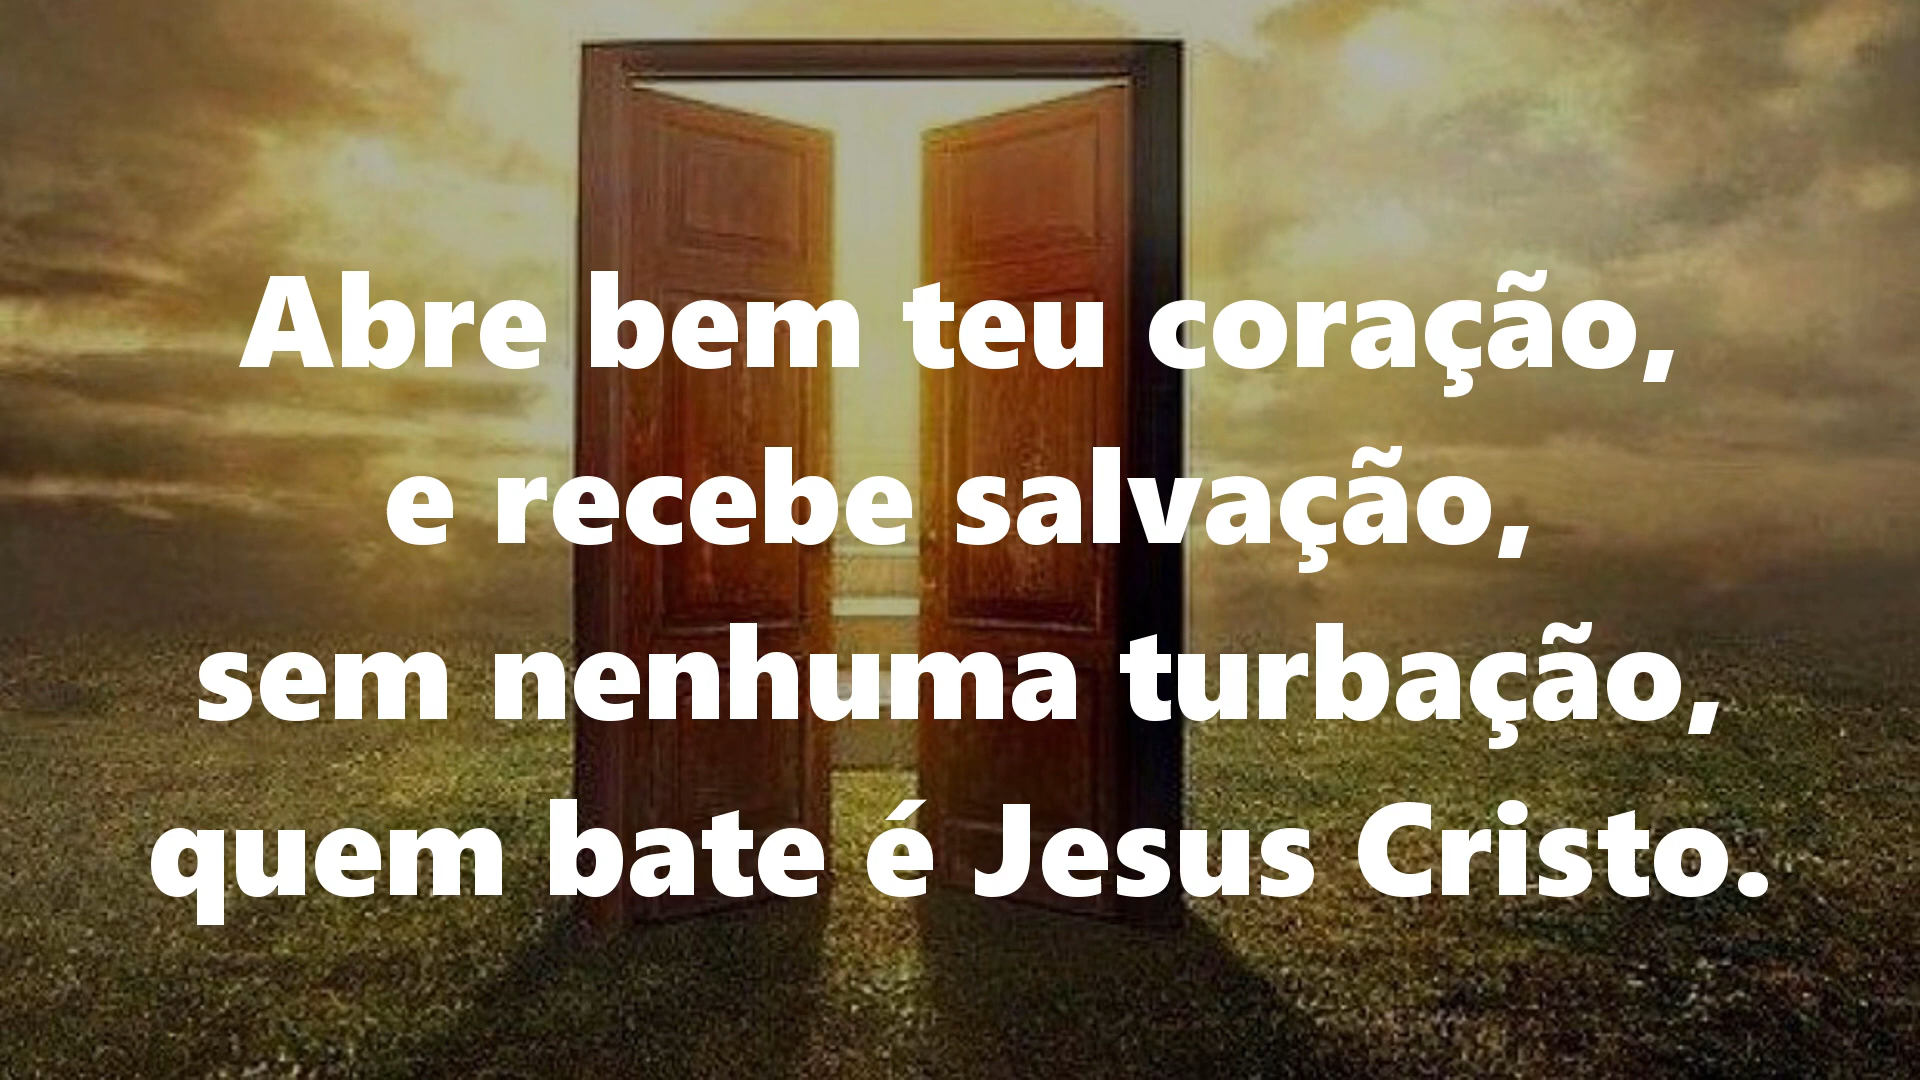 Abre bem teu coração,
e recebe salvação,
sem nenhuma turbação,
quem bate é Jesus Cristo.